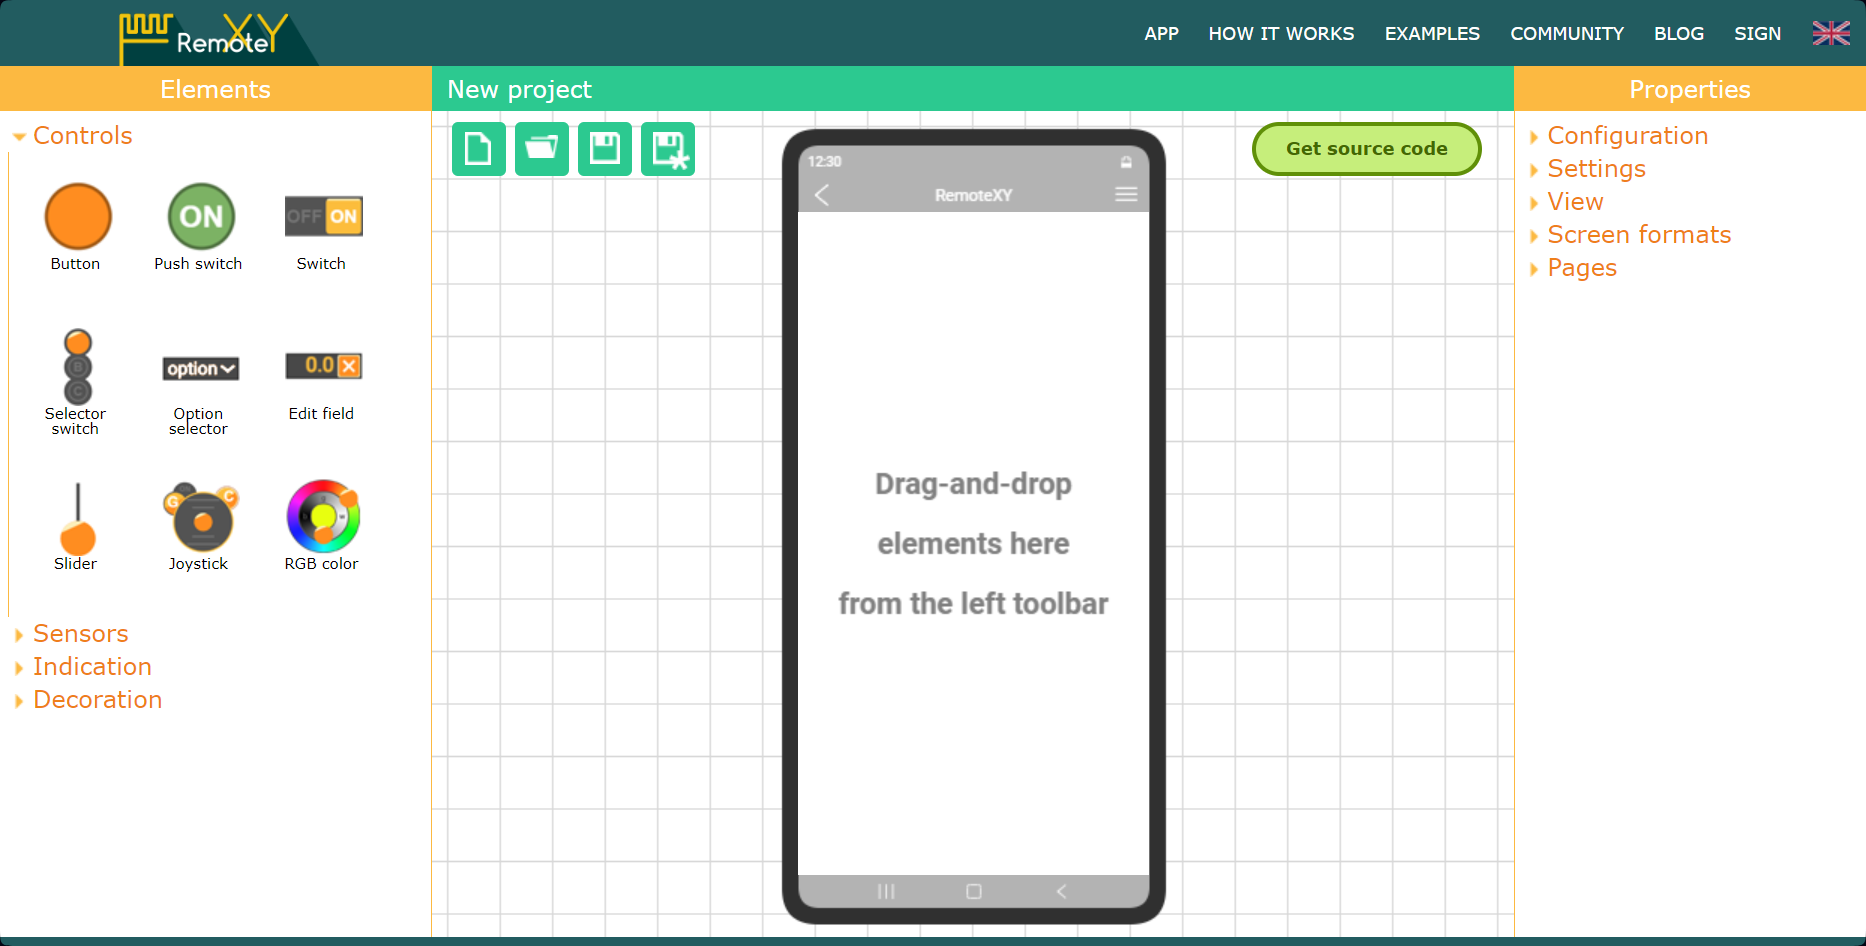 RemoteXY
APP
HOW IT WORKS
EXAMPLES
COMMUNITY
BLOG
SIGN
Elements
New project
Properties
Controls
ON
OFF ON
Button
Push switch
Switch
B
C
option
0.0
Selector
switch
Option
selector
Edit field
G
C
Slider
Joystick
RGB color
Sensors
Indication
Decoration
Get source code
12:30
RemoteXY
Drag-and-drop
elements here
from the left toolbar
Configuration
Settings
View
Screen formats
Pages